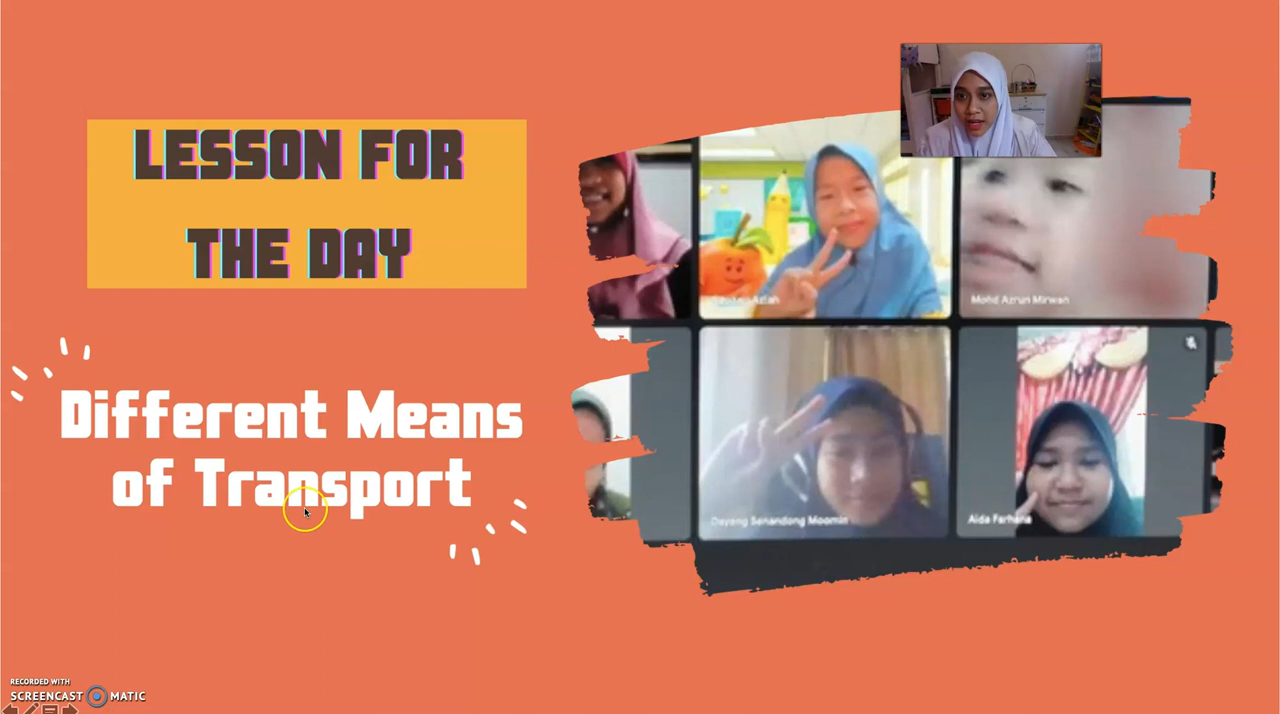 LESSON FOR
THE DAY
Different Means
of Transport
Mohd Azrun Mirwan
Dayang Senandong Moomin
Aida Farhana
RECORDED WITH
SCREENCAST MATIC